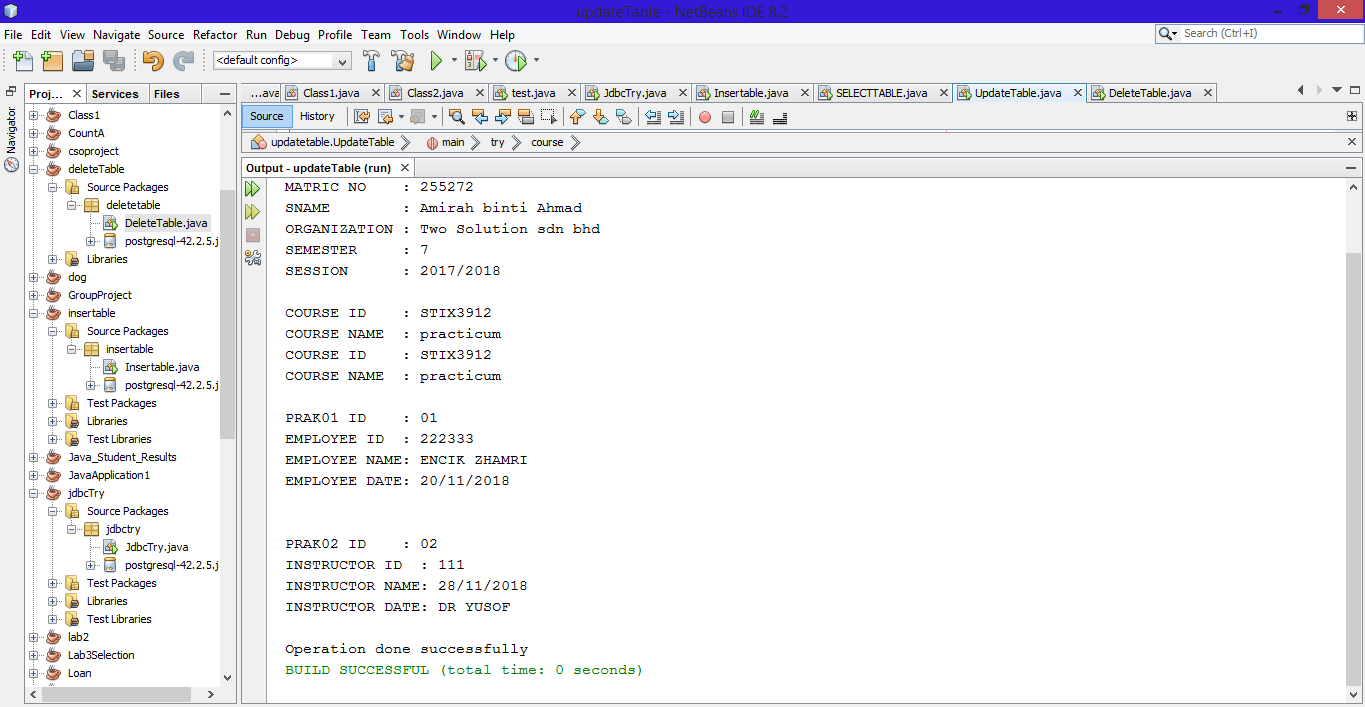 updateTable - NetBeans IDE 8.2
File Edit View Navigate Source Refactor Run Debug Profile Team Tools Window Help
Search (Ctrl+I)
<default config>
Proj... Services Files
...ava Class1.java Class2.java test.java JdbcTry.java Insertable.java SELECTTABLE.java UpdateTable.java DeleteTable.java
Navigator
Source History
updatetable.UpdateTable main try course
Output - updateTable (run)
Class1
CountA
csoproject
deleteTable
Source Packages
deletetable
DeleteTable.java
postgresql-42.2.5.j
Libraries
dog
GroupProject
insertable
Source Packages
insertable
Insertable.java
postgresql-42.2.5.j
Test Packages
Libraries
Test Libraries
Java_Student_Results
JavaApplication1
jdbcTry
Source Packages
jdbctry
JdbcTry.java
postgresql-42.2.5.j
Test Packages
Libraries
Test Libraries
lab2
Lab3Selection
Loan
MATRIC NO : 255272
SNAME : Amirah binti Ahmad
ORGANIZATION : Two Solution sdn bhd
SEMESTER : 7
SESSION : 2017/2018
COURSE ID : STIX3912
COURSE NAME : practicum
COURSE ID : STIX3912
COURSE NAME : practicum
PRAK01 ID : 01
EMPLOYEE ID : 222333
EMPLOYEE NAME: ENCIK ZHAMRI
EMPLOYEE DATE: 20/11/2018
PRAK02 ID : 02
INSTRUCTOR ID : 111
INSTRUCTOR NAME: 28/11/2018
INSTRUCTOR DATE: DR YUSOF
Operation done successfully
BUILD SUCCESSFUL (total time: 0 seconds)